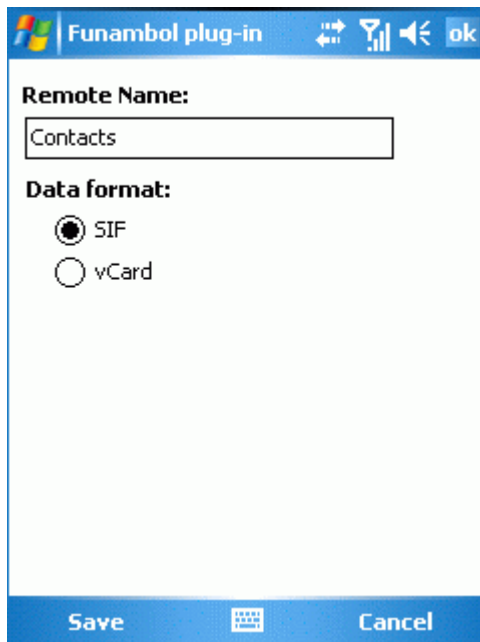 Funambol plug-in ok
Remote Name:
Contacts
Data format:
SIF
vCard
Save Cancel